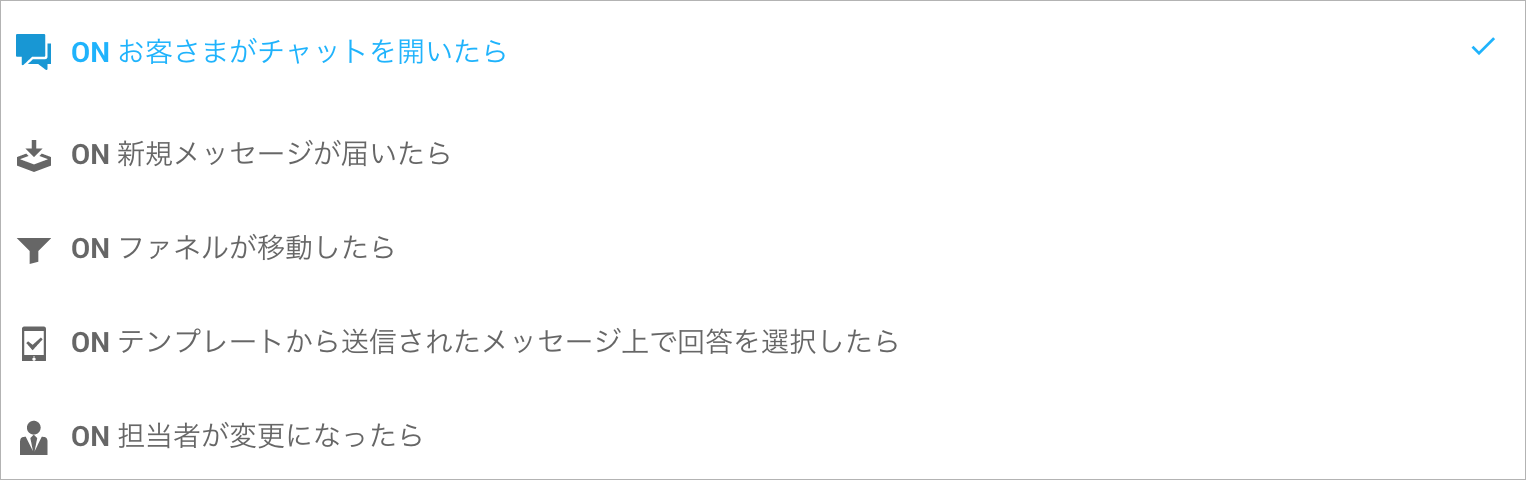 ON お客さまがチャットを開いたら
ON 新規メッセージが届いたら
ON ファネルが移動したら
ON テンプレートから送信されたメッセージ上で回答を選択したら
ON 担当者が変更になったら